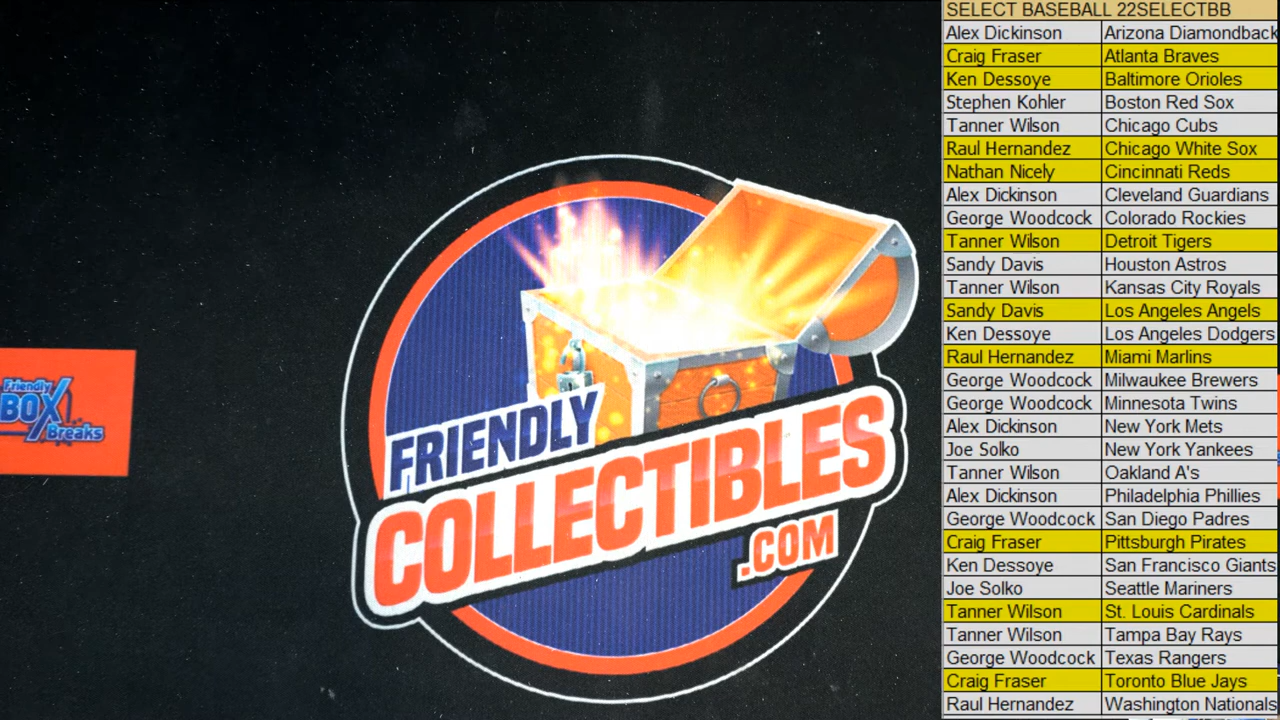 SELECT BASEBALL 22SELECTBB
Alex Dickinson Arizona Diamondback
Craig Fraser Atlanta Braves
Ken Dessoye Baltimore Orioles
Stephen Kohler Boston Red Sox
Tanner Wilson Chicago Cubs
Raul Hernandez Chicago White Sox
Nathan Nicely Cincinnati Reds
Alex Dickinson Cleveland Guardians
George Woodcock Colorado Rockies
Tanner Wilson Detroit Tigers
Sandy Davis Houston Astros
Tanner Wilson Kansas City Royals
Sandy Davis Los Angeles Angels
Ken Dessoye Los Angeles Dodgers
Raul Hernandez Miami Marlins
George Woodcock Milwaukee Brewers
George Woodcock Minnesota Twins
Alex Dickinson New York Mets
Joe Solko New York Yankees
Tanner Wilson Oakland A's
Alex Dickinson Philadelphia Phillies
George Woodcock San Diego Padres
Craig Fraser Pittsburgh Pirates
Ken Dessoye San Francisco Giants
Joe Solko Seattle Mariners
Tanner Wilson St. Louis Cardinals
Tanner Wilson Tampa Bay Rays
George Woodcock Texas Rangers
Craig Fraser Toronto Blue Jays
Raul Hernandez Washington Nationals
Friendly
BOX
Breaks
FRIENDLY
COLLECTIBLES
.COM